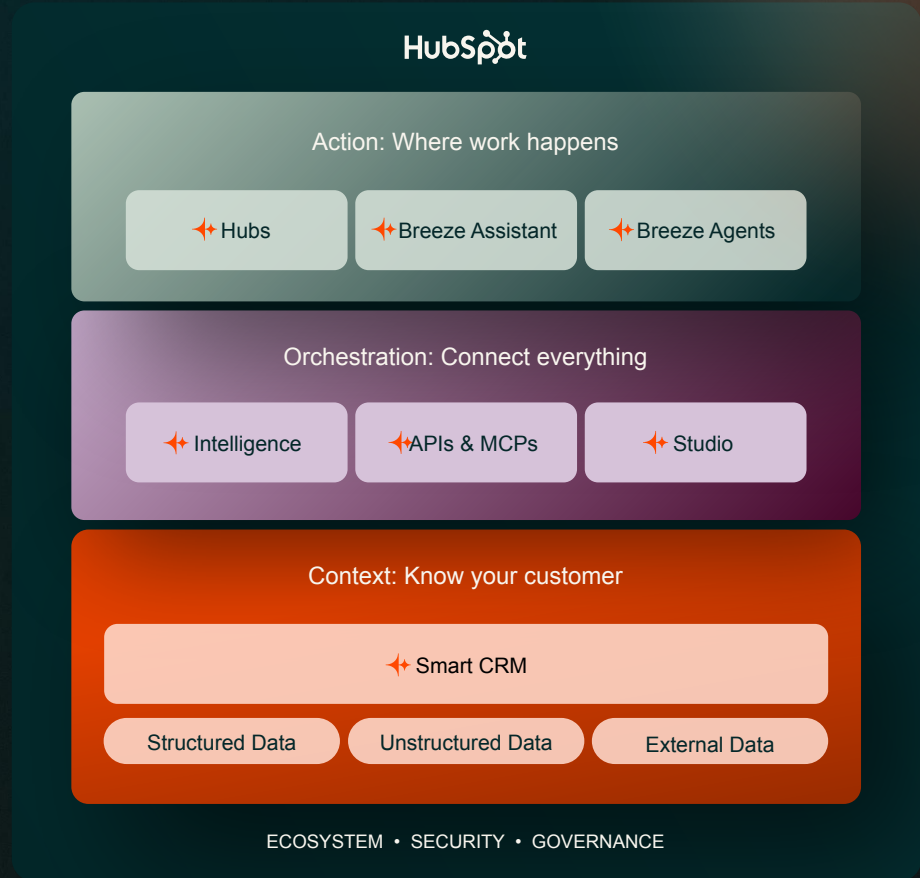 HubSpot
Action: Where work happens
Hubs
Breeze Assistant
Breeze Agents
Orchestration: Connect everything
Intelligence
APIs & MCPs
Studio
Context: Know your customer
Smart CRM
Structured Data
Unstructured Data
External Data
ECOSYSTEM • SECURITY • GOVERNANCE